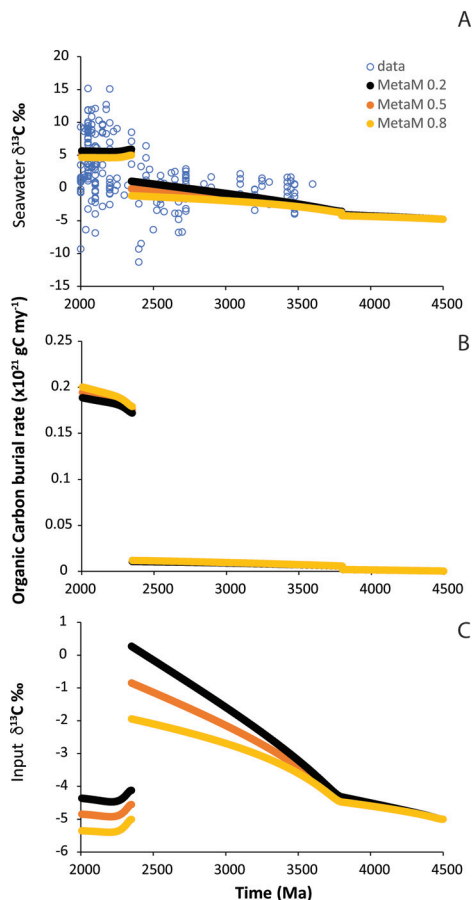 A
Seawater δ¹³C ‰
20
15
10
5
0
-5
-10
-15
data
MetaM 0.2
MetaM 0.5
MetaM 0.8
2000 2500 3000 3500 4000 4500
B
Organic Carbon burial rate (x10²¹ gC my⁻¹)
0.25
0.2
0.15
0.1
0.05
0
2000 2500 3000 3500 4000 4500
C
Input δ¹³C ‰
1
0
-1
-2
-3
-4
-5
-6
2000 2500 3000 3500 4000 4500
Time (Ma)